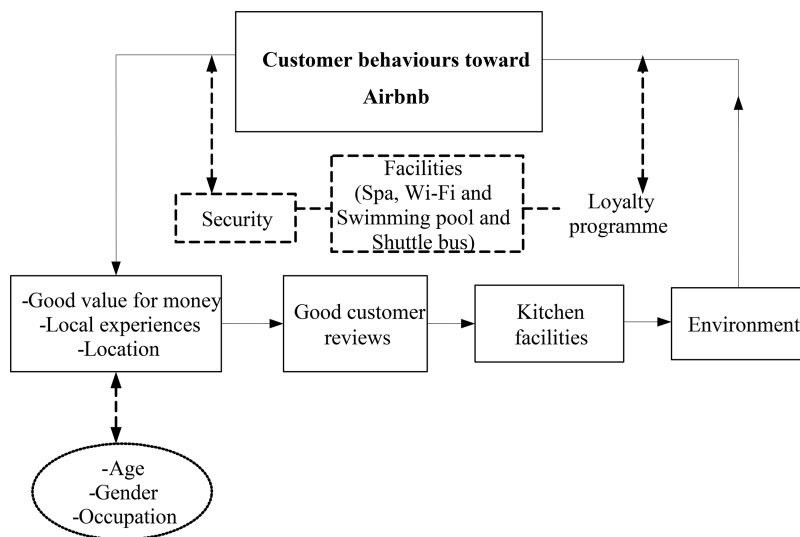 Customer behaviours toward
Airbnb
Facilities
(Spa, Wi-Fi and
Swimming pool and
Shuttle bus)
Security
Loyalty
programme
-Good value for money
-Local experiences
-Location
Good customer
reviews
Kitchen
facilities
Environment
-Age
-Gender
-Occupation